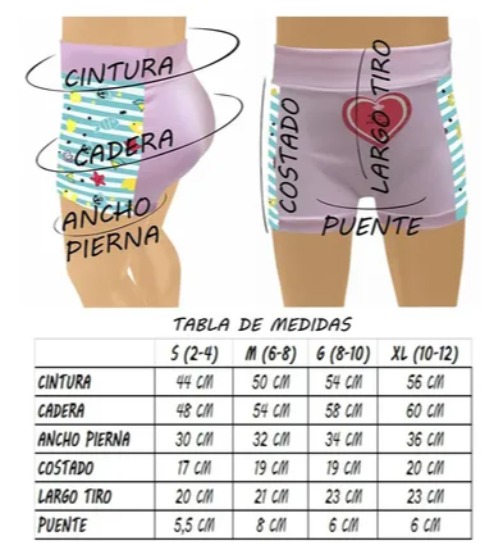 CINTURA
CADERA
ANCHO
PIERNA
COSTADO
LARGO TIRO
PUENTE
TABLA DE MEDIDAS
S (2-4) M (6-8) G (8-10) XL (10-12)
CINTURA 44 CM 50 CM 54 CM 56 CM
CADERA 48 CM 54 CM 58 CM 60 CM
ANCHO PIERNA 30 CM 32 CM 34 CM 36 CM
COSTADO 17 CM 19 CM 19 CM 20 CM
LARGO TIRO 20 CM 21 CM 23 CM 23 CM
PUENTE 5,5 CM 8 CM 6 CM 6 CM